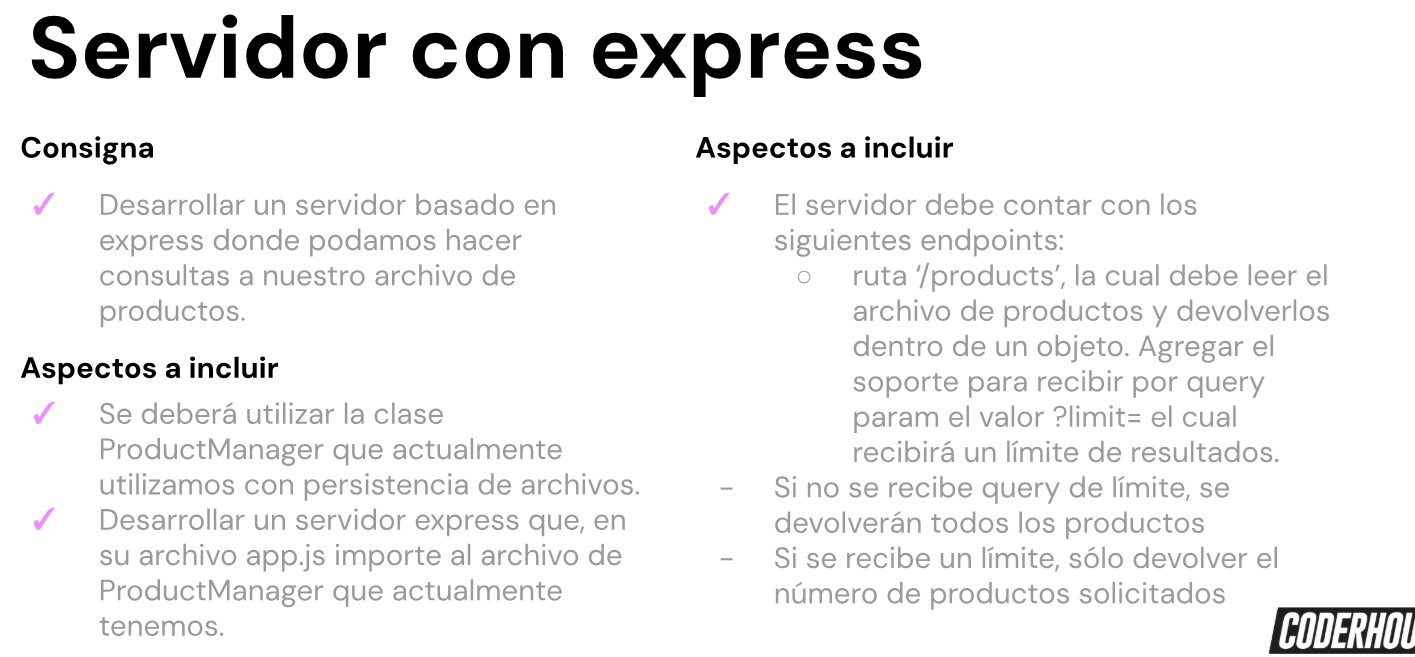 Servidor con express
Consigna
✓ Desarrollar un servidor basado en
express donde podamos hacer
consultas a nuestro archivo de
productos.
Aspectos a incluir
✓ Se deberá utilizar la clase
ProductManager que actualmente
utilizamos con persistencia de archivos.
✓ Desarrollar un servidor express que, en
su archivo app.js importe al archivo de
ProductManager que actualmente
tenemos.
Aspectos a incluir
✓ El servidor debe contar con los
siguientes endpoints:
○ ruta ‘/products’, la cual debe leer el
archivo de productos y devolverlos
dentro de un objeto. Agregar el
soporte para recibir por query
param el valor ?limit= el cual
recibirá un límite de resultados.
- Si no se recibe query de límite, se
devolverán todos los productos
- Si se recibe un límite, sólo devolver el
número de productos solicitados
CODERHOU